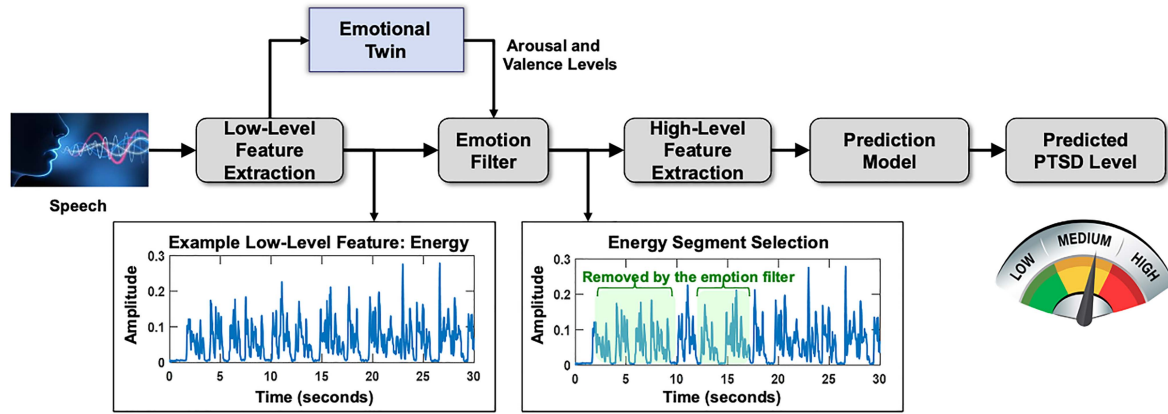 Emotional
Twin
Arousal and
Valence Levels
Speech
Low-Level
Feature
Extraction
Emotion
Filter
High-Level
Feature
Extraction
Prediction
Model
Predicted
PTSD Level
Example Low-Level Feature: Energy
Amplitude
0.3
0.2
0.1
0
0 5 10 15 20 25 30
Time (seconds)
Energy Segment Selection
Removed by the emotion filter
Amplitude
0.3
0.2
0.1
0
0 5 10 15 20 25 30
Time (seconds)
LOW
MEDIUM
HIGH